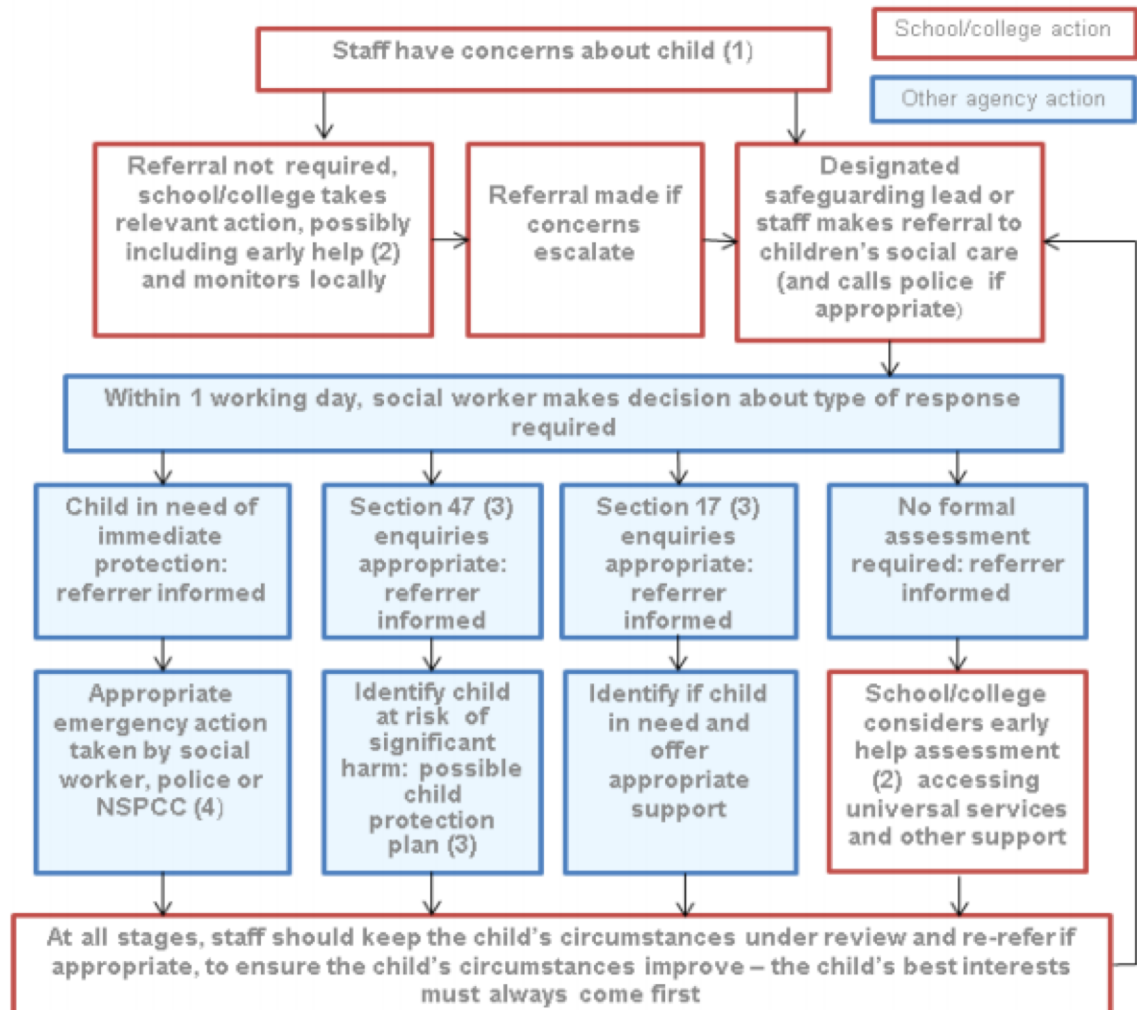 School/college action
Other agency action
Staff have concerns about child (1)
Referral not required,
school/college takes
relevant action, possibly
including early help (2)
and monitors locally
Referral made if
concerns
escalate
Designated
safeguarding lead or
staff makes referral to
children's social care
(and calls police if
appropriate)
Within 1 working day, social worker makes decision about type of response
required
Child in need of
immediate
protection:
referrer informed
Section 47 (3)
enquiries
appropriate:
referrer
informed
Section 17 (3)
enquiries
appropriate:
referrer
informed
No formal
assessment
required: referrer
informed
Appropriate
emergency action
taken by social
worker, police or
NSPCC (4)
Identify child
at risk of
significant
harm: possible
child
protection
plan (3)
Identify if child
in need and
offer
appropriate
support
School/college
considers early
help assessment
(2) accessing
universal services
and other support
At all stages, staff should keep the child's circumstances under review and re-refer if
appropriate, to ensure the child's circumstances improve – the child's best interests
must always come first